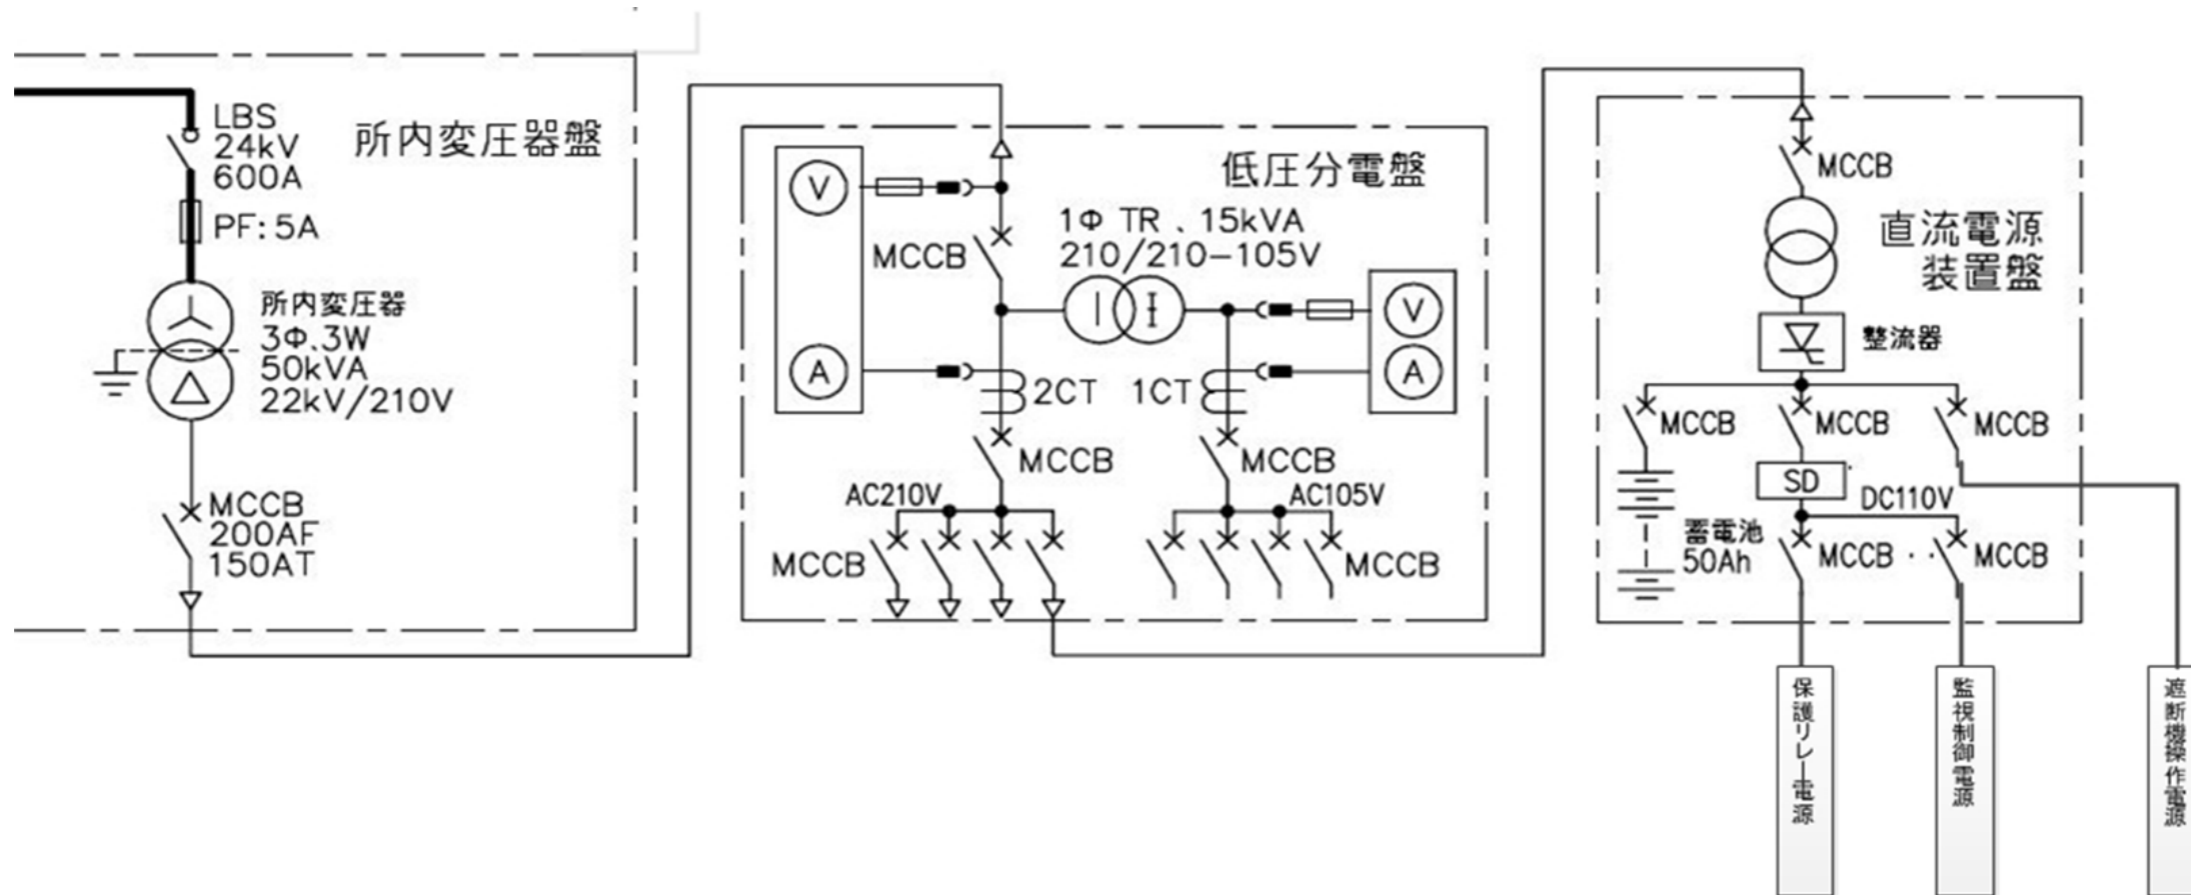 LBS
24kV
600A
PF:5A
所内変圧器盤
所内変圧器
3Φ.3W
50kVA
22kV/210V
MCCB
200AF
150AT
低圧分電盤
V
A
MCCB
1Φ TR、15kVA
210/210-105V
V
A
2CT
1CT
MCCB
MCCB
AC210V
AC105V
MCCB
MCCB
MCCB
直流電源
装置盤
整流器
MCCB
MCCB
MCCB
SD
DC110V
蓄電池
50Ah
MCCB
MCCB
保護リレー電源
監視制御電源
遮断機操作電源